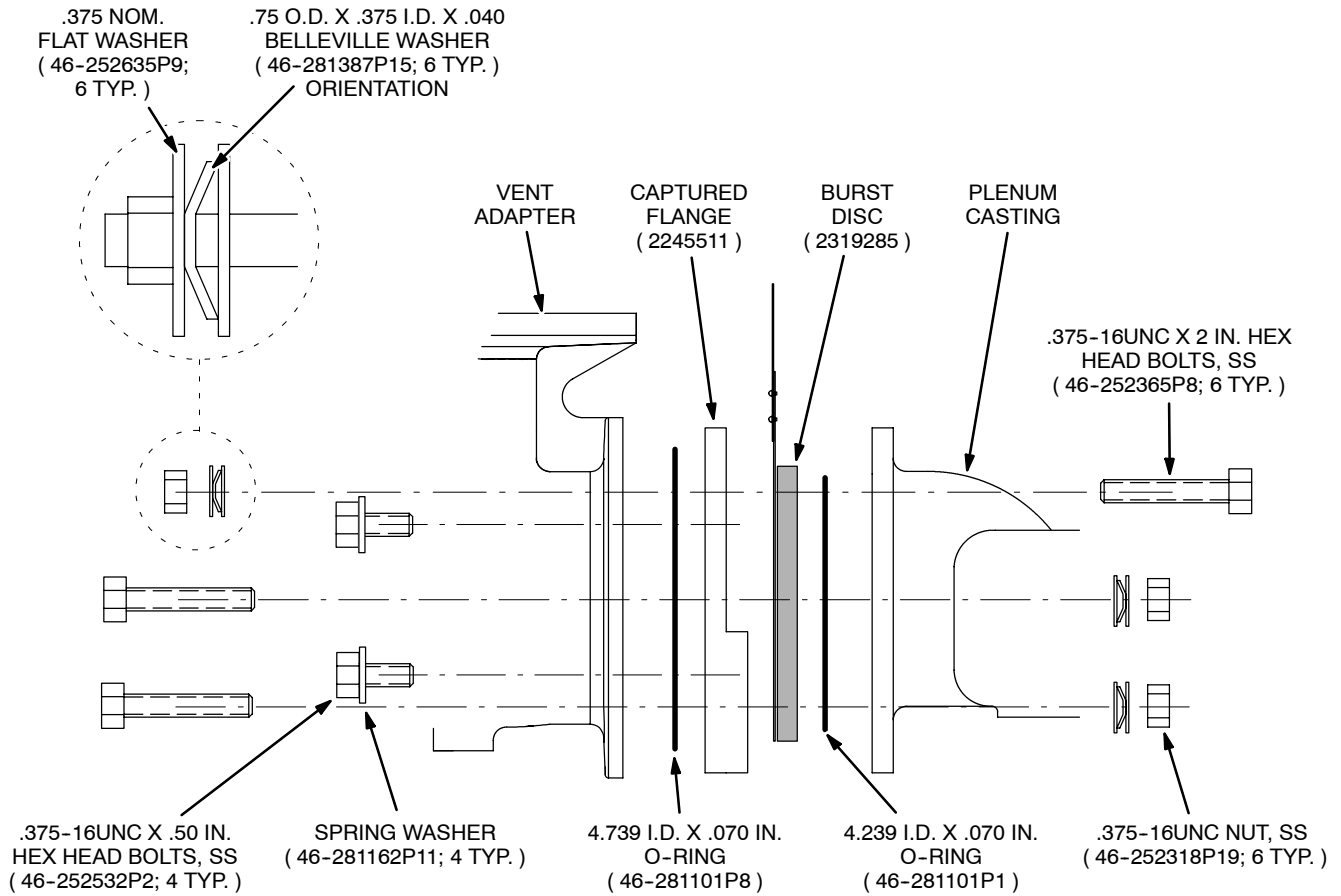 .375 NOM.
FLAT WASHER
( 46-252635P9;
6 TYP. )
.75 O.D. X .375 I.D. X .040
BELLEVILLE WASHER
( 46-281387P15; 6 TYP. )
ORIENTATION
VENT
ADAPTER
CAPTURED
FLANGE
( 2245511 )
BURST
DISC
( 2319285 )
PLENUM
CASTING
.375-16UNC X 2 IN. HEX
HEAD BOLTS, SS
( 46-252365P8; 6 TYP. )
.375-16UNC X .50 IN.
HEX HEAD BOLTS, SS
( 46-252532P2; 4 TYP. )
SPRING WASHER
( 46-281162P11; 4 TYP. )
4.739 I.D. X .070 IN.
O-RING
( 46-281101P8 )
4.239 I.D. X .070 IN.
O-RING
( 46-281101P1 )
.375-16UNC NUT, SS
( 46-252318P19; 6 TYP. )